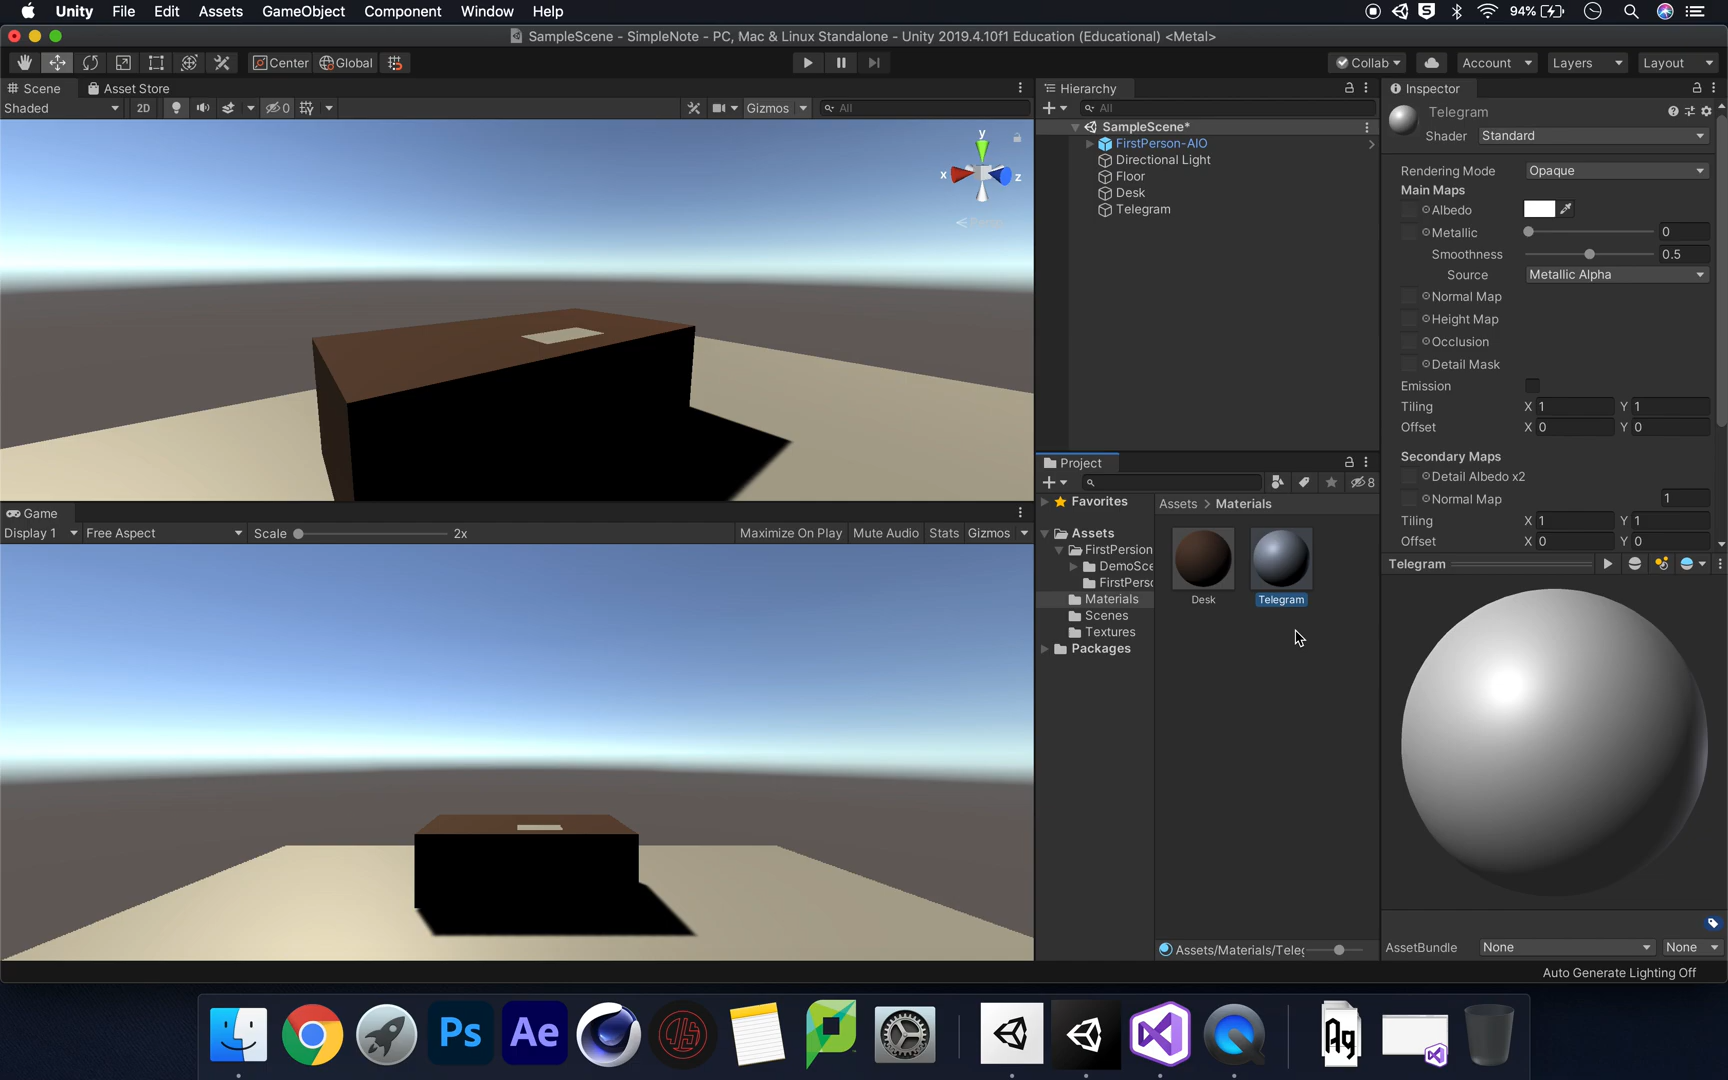 Unity File Edit Assets GameObject Component Window Help 94%
SampleScene - SimpleNote - PC, Mac & Linux Standalone - Unity 2019.4.10f1 Education (Educational) <Metal>
Center Global Collab Account Layers Layout
Scene Asset Store
Shaded 2D 0 Gizmos All
y
x z
Game
Display 1 Free Aspect Scale 2x Maximize On Play Mute Audio Stats Gizmos
Hierarchy
All
SampleScene*
FirstPerson-AIO
Directional Light
Floor
Desk
Telegram
Project
8
Favorites
Assets
FirstPersion
DemoSce
FirstPerso
Materials
Scenes
Textures
Packages
Assets > Materials
Desk Telegram
Assets/Materials/Teleg
Inspector
Telegram
Shader Standard
Rendering Mode Opaque
Main Maps
Albedo
Metallic 0
Smoothness 0.5
Source Metallic Alpha
Normal Map
Height Map
Occlusion
Detail Mask
Emission
Tiling X 1 Y 1
Offset X 0 Y 0
Secondary Maps
Detail Albedo x2
Normal Map 1
Tiling X 1 Y 1
Offset X 0 Y 0
Telegram
AssetBundle None None
Auto Generate Lighting Off
Ps Ae Ag